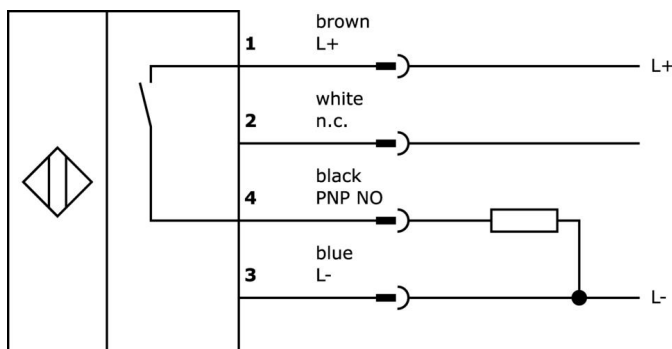 brown
1 L+ L+
white
2 n.c.
black
4 PNP NO
blue
3 L- L-